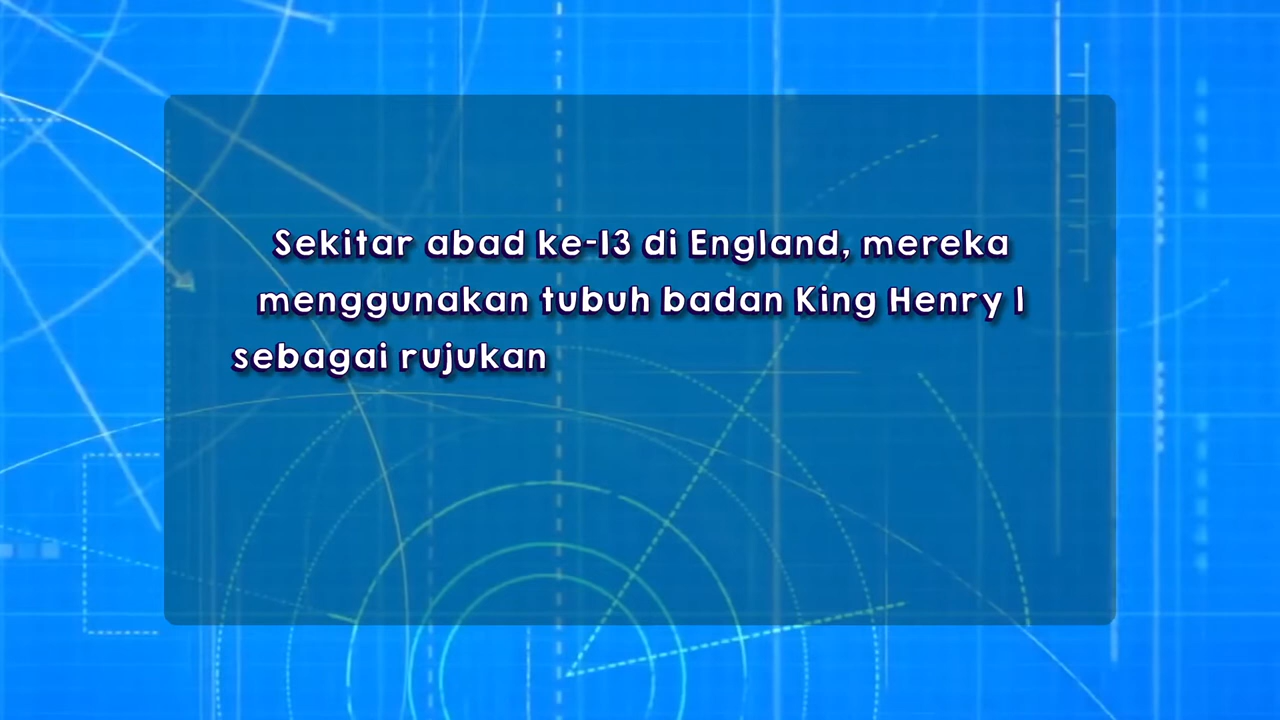 Sekitar abad ke-13 di England, mereka
menggunakan tubuh badan King Henry I
sebagai rujukan